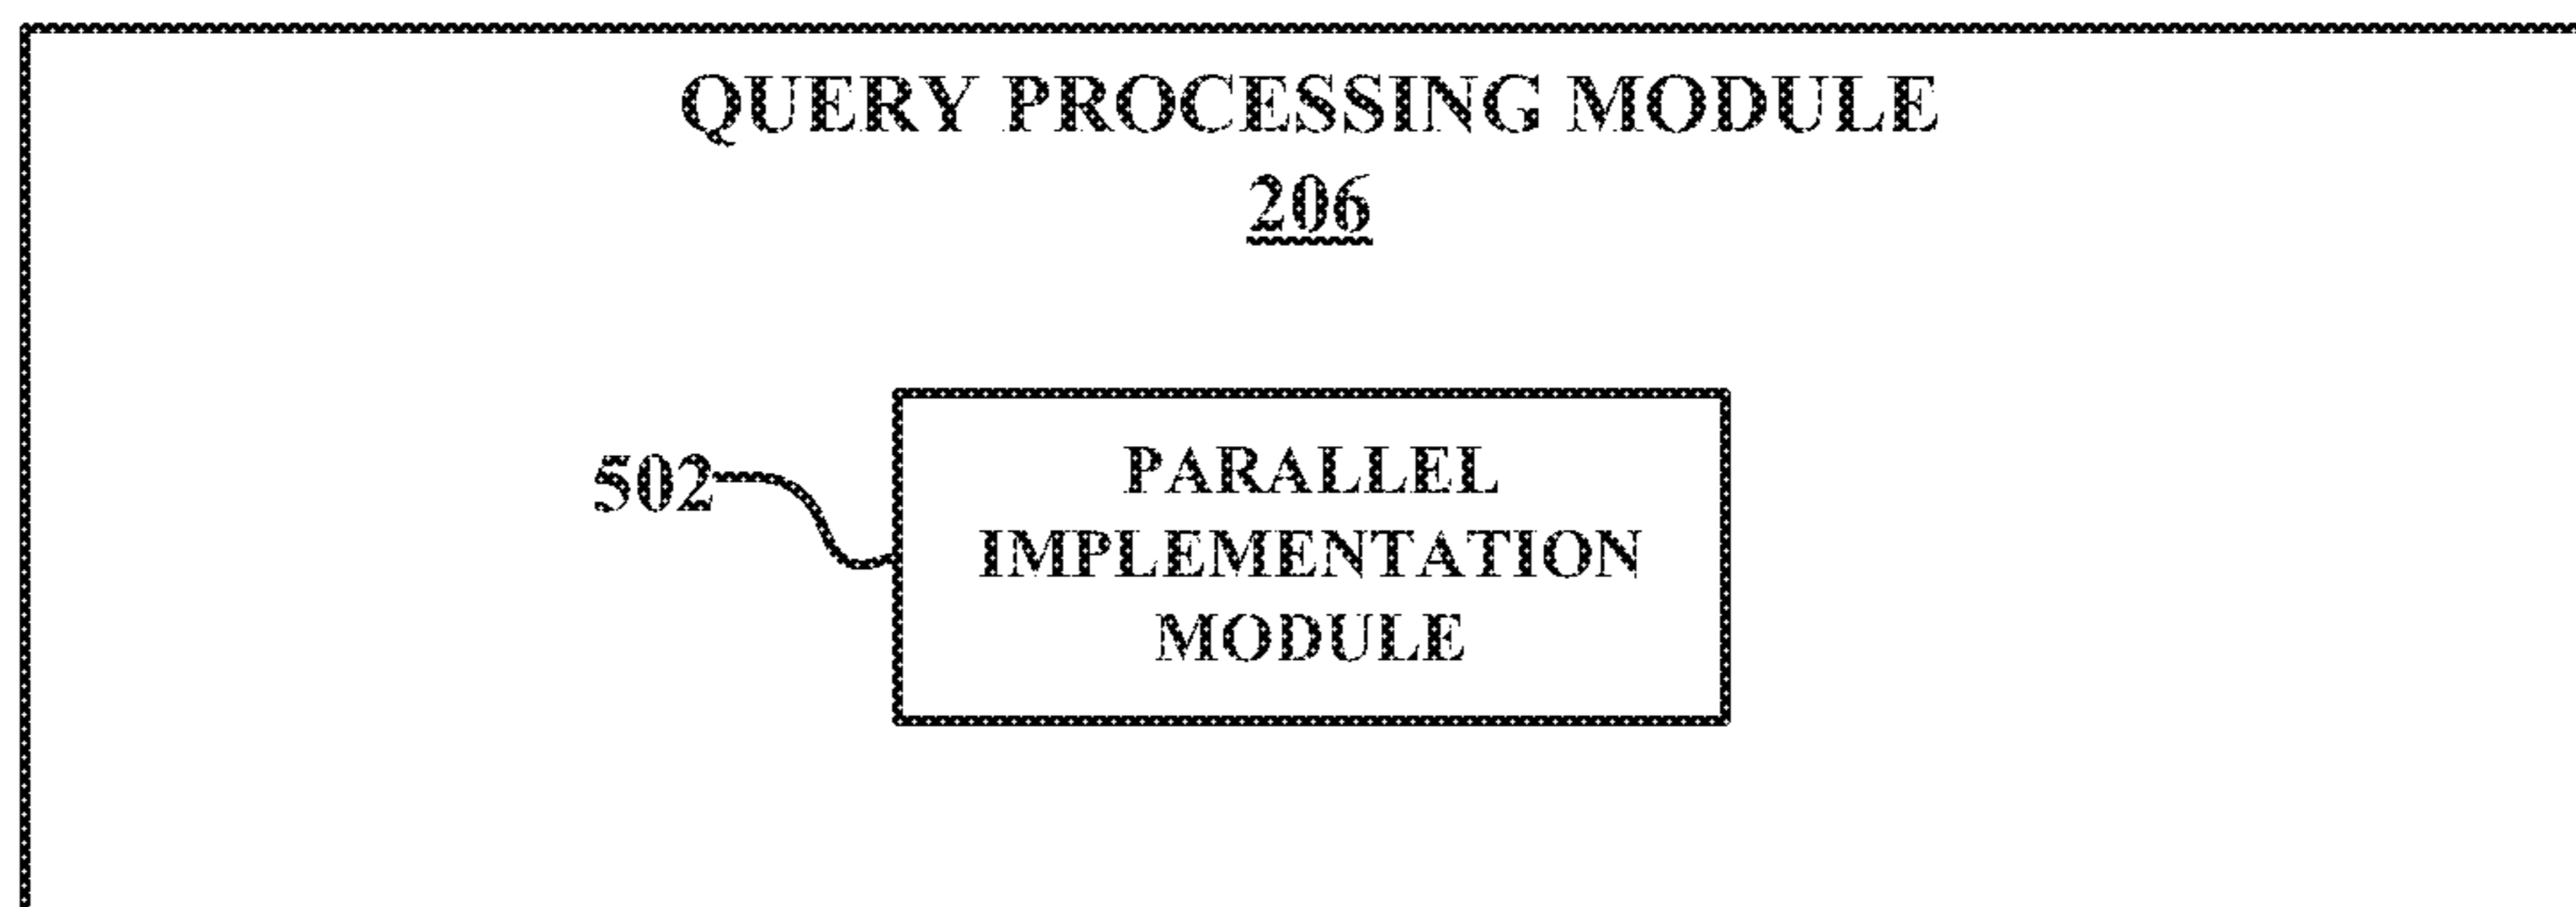 QUERY PROCESSING MODULE
206
502
PARALLEL
IMPLEMENTATION
MODULE